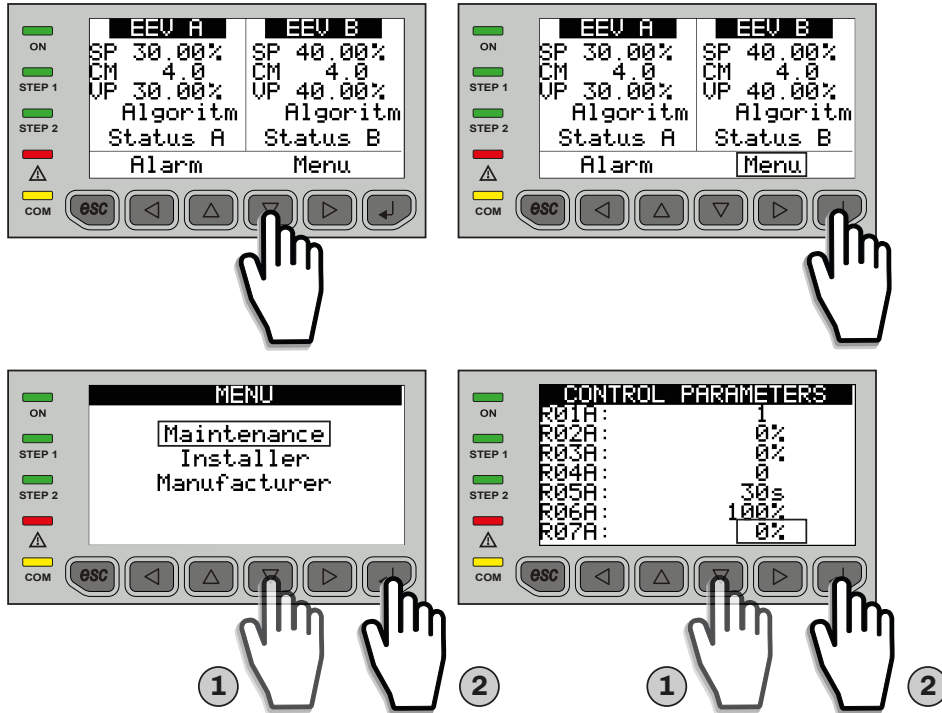 EEV A EEV B
SP 30.00% SP 40.00%
CM 4.0 CM 4.0
VP 30.00% VP 40.00%
Algoritm Algoritm
Status A Status B
Alarm Menu
ON
STEP 1
STEP 2
COM
esc
EEV A EEV B
SP 30.00% SP 40.00%
CM 4.0 CM 4.0
VP 30.00% VP 40.00%
Algoritm Algoritm
Status A Status B
Alarm Menu
ON
STEP 1
STEP 2
COM
esc
MENU
Maintenance
Installer
Manufacturer
ON
STEP 1
STEP 2
COM
esc
1 2
CONTROL PARAMETERS
R01A: 1
R02A: 0%
R03A: 0%
R04A: 0
R05A: 30s
R06A: 100%
R07A: 0%
ON
STEP 1
STEP 2
COM
esc
1 2